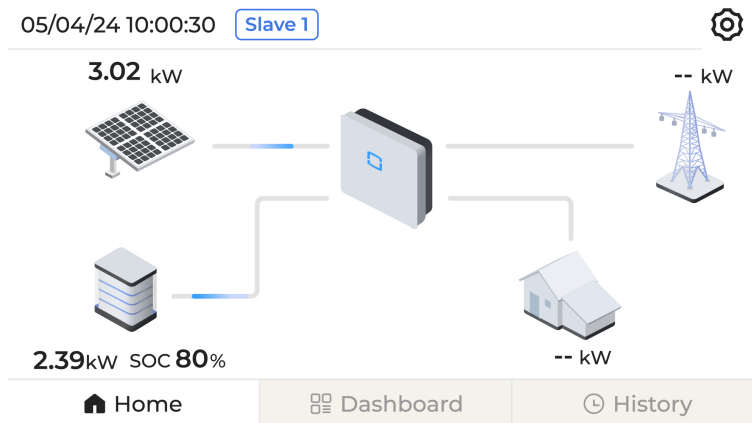 05/04/24 10:00:30 Slave 1
3.02 kW
-- kW
2.39kW SOC 80%
-- kW
Home
Dashboard
History